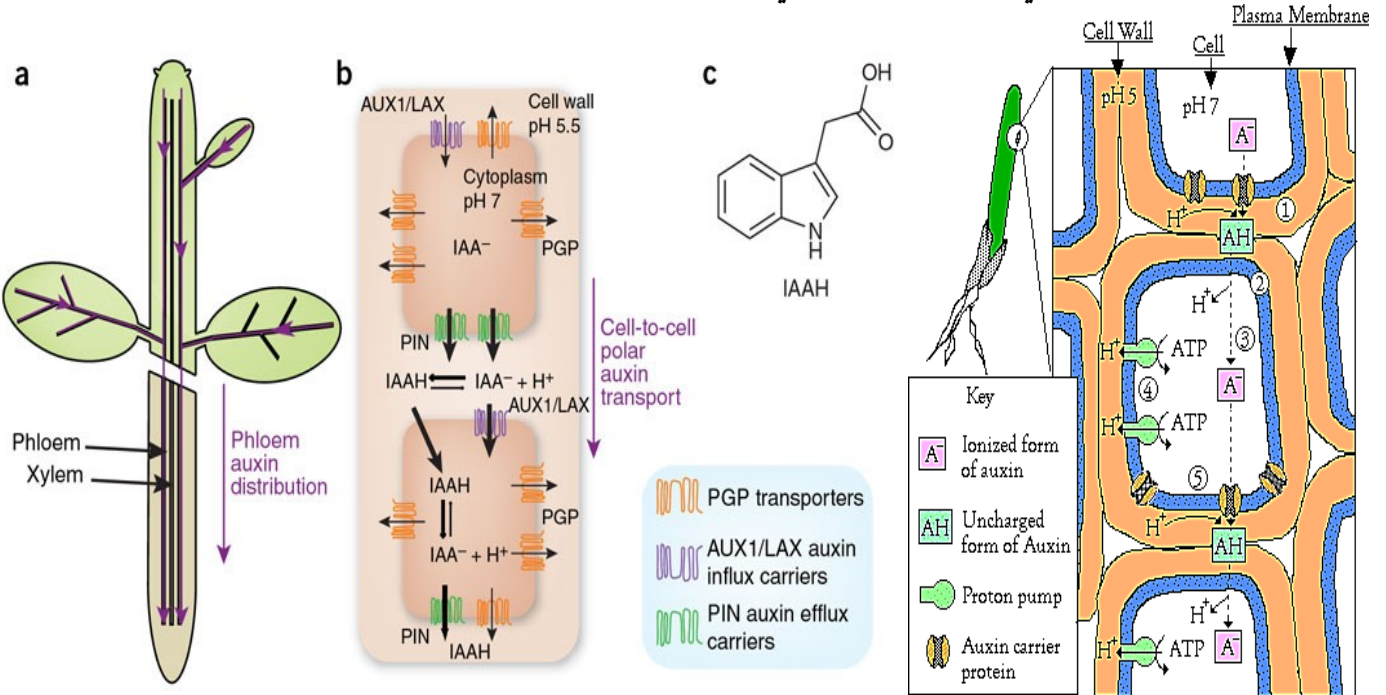 a
Phloem
Xylem
Phloem
auxin
distribution
b
AUX1/LAX
Cell wall
pH 5.5
Cytoplasm
pH 7
IAA⁻
PGP
PIN
IAAH
IAA⁻ + H⁺
AUX1/LAX
IAAH
PGP
IAA⁻ + H⁺
PIN
IAAH
Cell-to-cell
polar
auxin
transport
c
OH
O
N
H
IAAH
PGP transporters
AUX1/LAX auxin
influx carriers
PIN auxin efflux
carriers
Cell Wall
Cell
Plasma Membrane
pH 5
pH 7
A⁻
H⁺
①
AH
②
H⁺
③
H⁺
ATP
④
A⁻
H⁺
ATP
⑤
H⁺
AH
H⁺
H⁺
ATP
A⁻
Key
A⁻
Ionized form
of auxin
AH
Uncharged
form of Auxin
Proton pump
Auxin carrier
protein